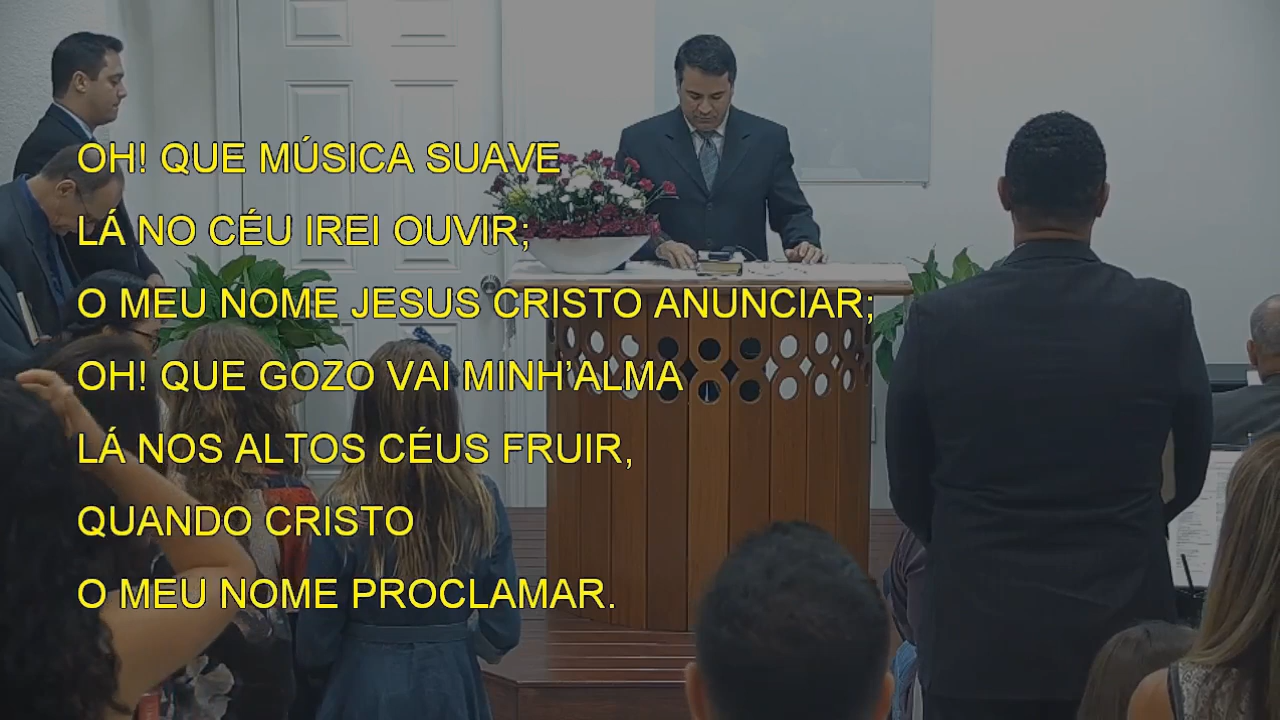 OH! QUE MÚSICA SUAVE
LÁ NO CÉU IREI OUVIR;
O MEU NOME JESUS CRISTO ANUNCIAR;
OH! QUE GOZO VAI MINH’ALMA
LÁ NOS ALTOS CÉUS FRUIR,
QUANDO CRISTO
O MEU NOME PROCLAMAR.